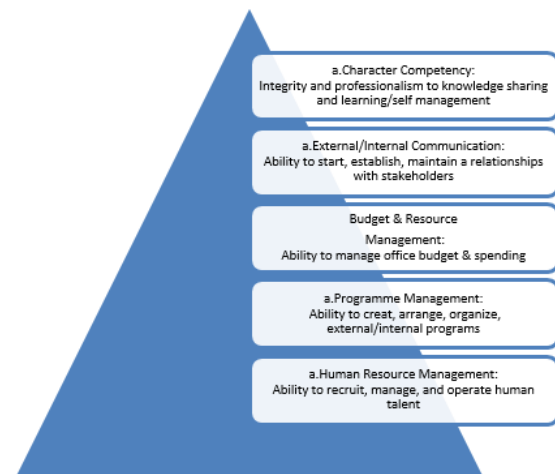 a.Character Competency:
Integrity and professionalism to knowledge sharing
and learning/self management
a.External/Internal Communication:
Ability to start, establish, maintain a relationships
with stakeholders
Budget & Resource
Management:
Ability to manage office budget & spending
a.Programme Management:
Ability to creat, arrange, organize,
external/internal programs
a.Human Resource Management:
Ability to recruit, manage, and operate human
talent